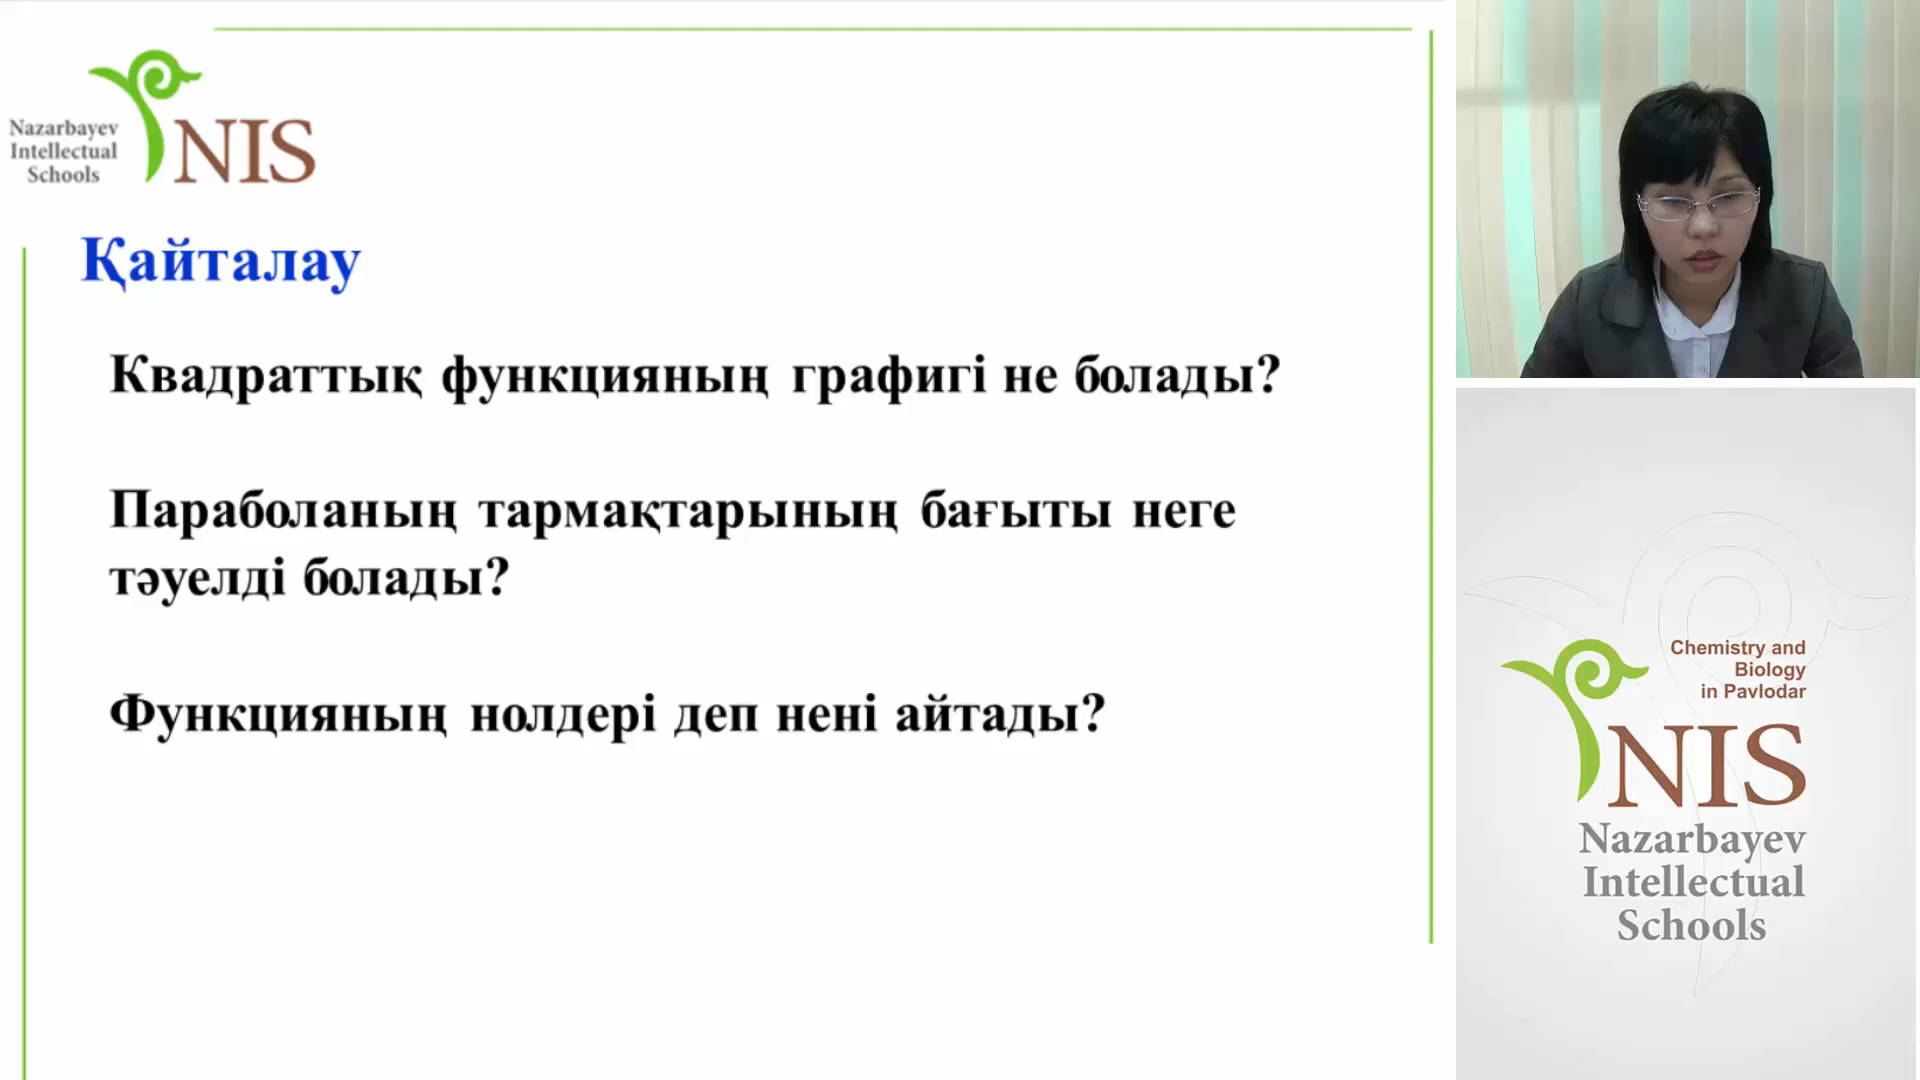 Nazarbayev
Intellectual
Schools
NIS
Қайталау
Квадраттық функцияның графигі не болады?
Параболаның тармақтарының бағыты неге
тәуелді болады?
Функцияның нолдері деп нені айтады?
Chemistry and
Biology
in Pavlodar
NIS
Nazarbayev
Intellectual
Schools